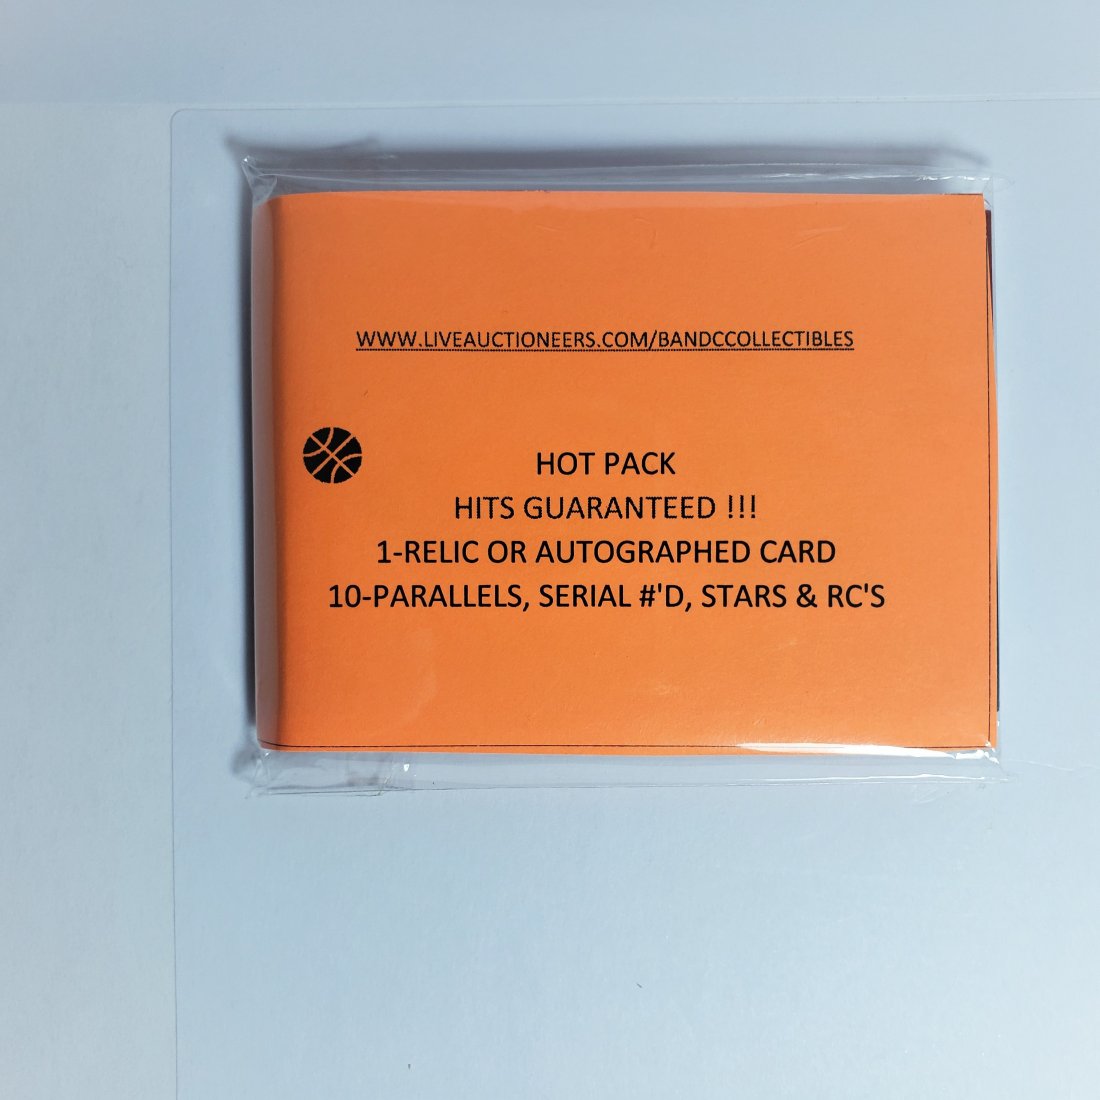 WWW.LIVEAUCTIONEERS.COM/BANDCCOLLECTIBLES
HOT PACK
HITS GUARANTEED !!!
1-RELIC OR AUTOGRAPHED CARD
10-PARALLELS, SERIAL #'D, STARS & RC'S